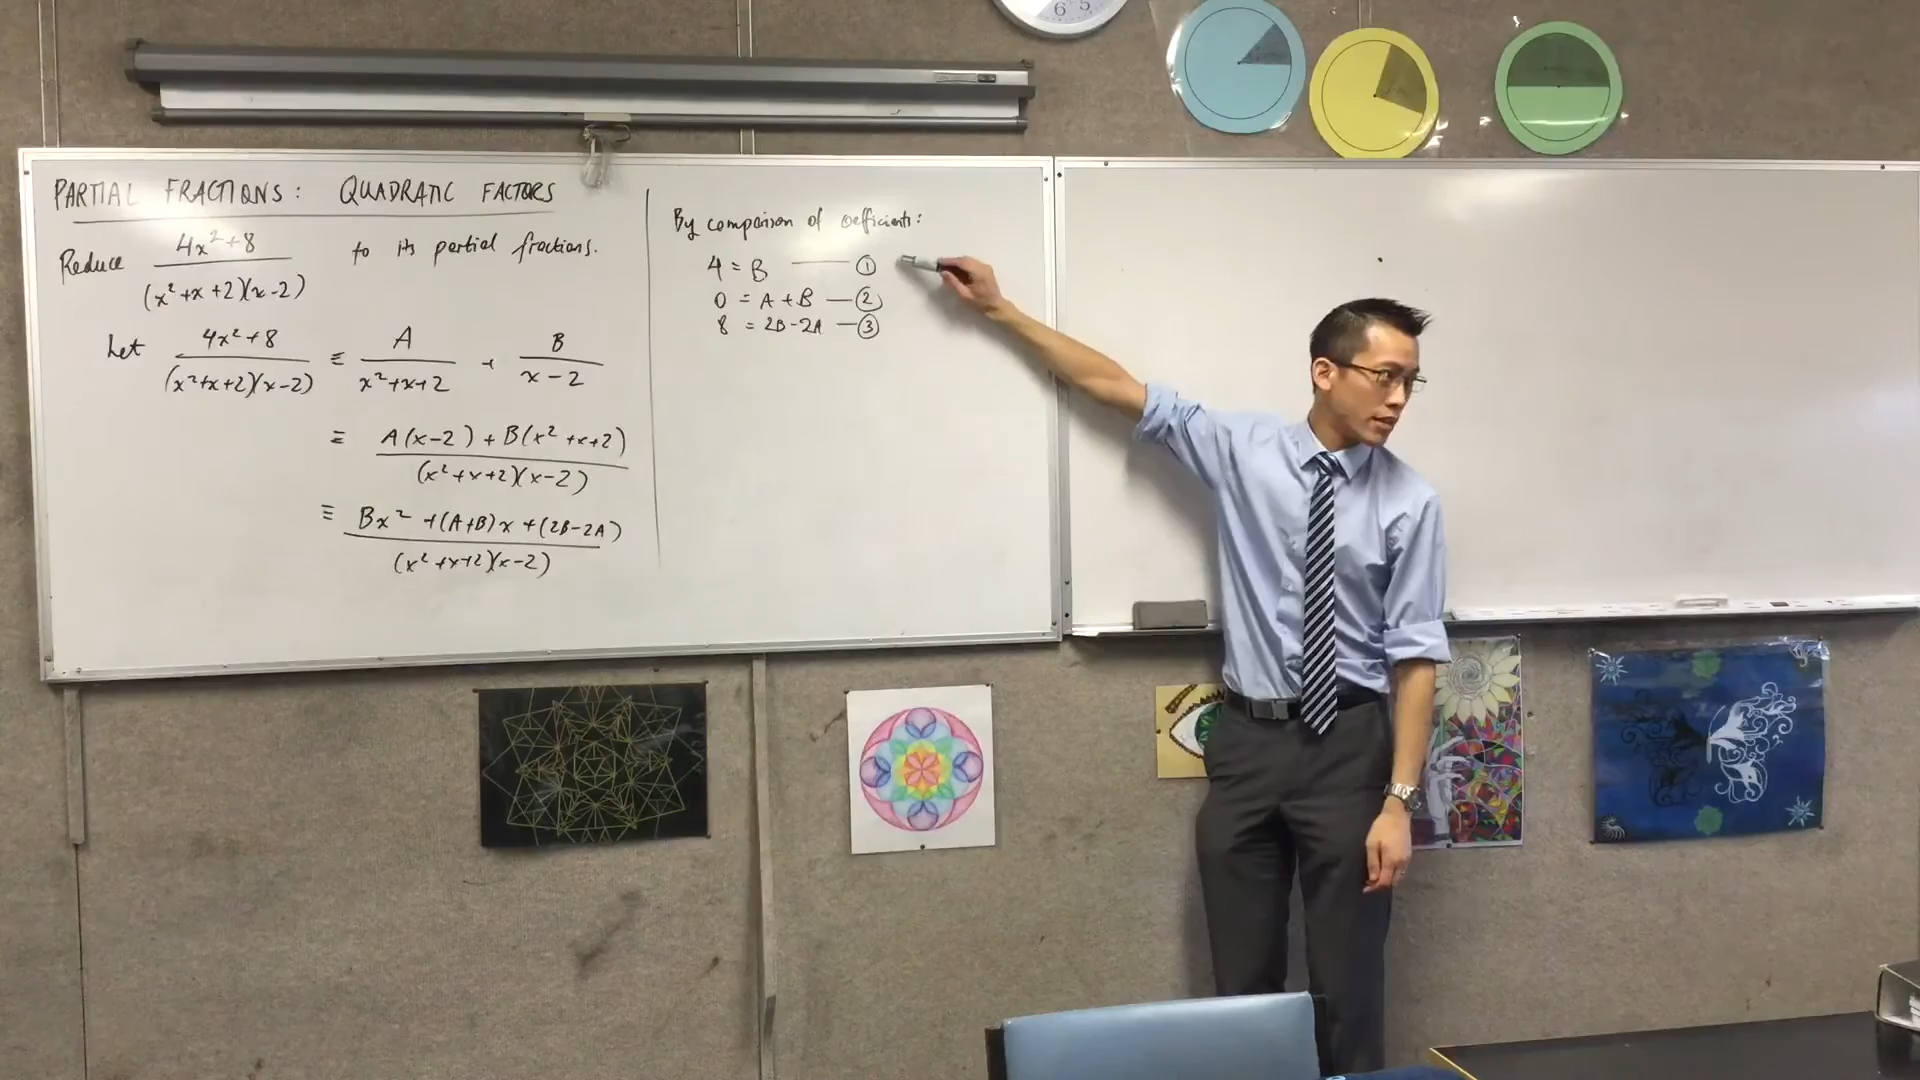 6 5
PARTIAL FRACTIONS: QUADRATIC FACTORS
Reduce (4x²+8)/((x²+x+2)(x-2)) to its partial fractions.
Let (4x²+8)/((x²+x+2)(x-2)) ≡ A/(x²+x+2) + B/(x-2)
≡ (A(x-2) + B(x²+x+2))/((x²+x+2)(x-2))
≡ (Bx² + (A+B)x + (2B-2A))/((x²+x+2)(x-2))
By comparison of coefficients:
4 = B — ①
0 = A + B — ②
8 = 2B-2A — ③